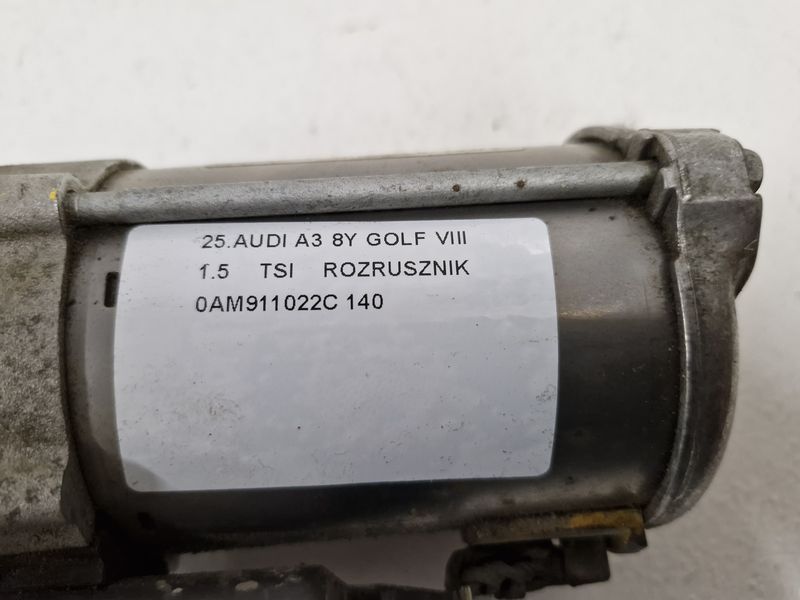 25.AUDI A3 8Y GOLF VIII
1.5 TSI ROZRUSZNIK
0AM911022C 140